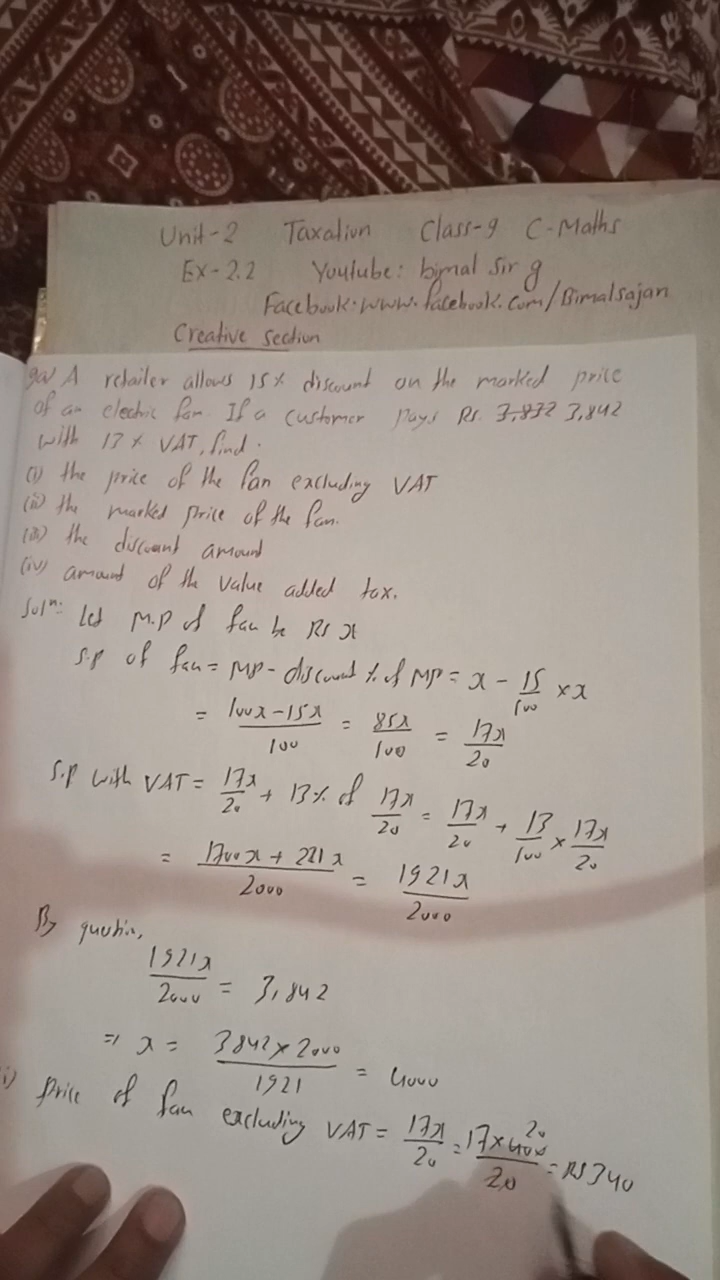 Unit-2 Taxation Class-9 C-Maths
Ex-2.2 Youtube: bimal sir g
Facebook:www.facebook.com/Bimalsajan
Creative section
9a) A retailer allows 15% discount on the marked price
of an electric fan. If a customer pays Rs. 3,832 3,842
with 13% VAT, find.
(i) the price of the fan excluding VAT
(ii) the marked price of the fan.
(iii) the discount amount
(iv) amount of the value added tax.
Solⁿ: Let M.P of fan be Rs x
S.P of fan = MP - discount % of MP = x - 15/100 × x
= 100x-15x/100 = 85x/100 = 17x/20
S.P with VAT = 17x/20 + 13% of 17x/20 = 17x/20 + 13/100 × 17x/20
= 1700x + 221x/2000 = 1921x/2000
By question,
1921x/2000 = 3,842
⇒ x = 3842×2000/1921 = 4000
i) Price of fan excluding VAT = 17x/20 = 17× 20/20 = Rs 340